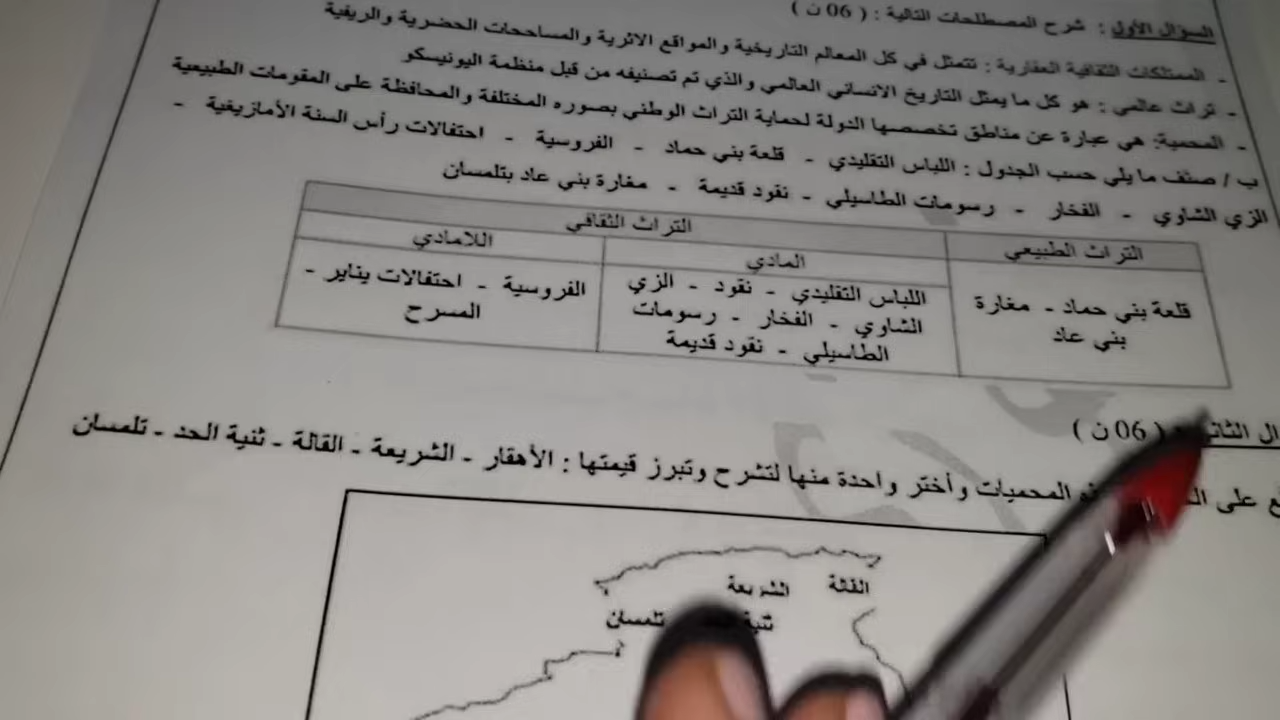 السؤال الأول : شرح المصطلحات التالية : ( 06 ن )
- الممتلكات الثقافية العقارية : تتمثل في كل المعالم التاريخية والمواقع الاثرية والمساححات الحضرية والريفية
- تراث عالمي : هو كل ما يمثل التاريخ الانساني العالمي والذي تم تصنيفه من قبل منظمة اليونيسكو
- المحمية: هي عبارة عن مناطق تخصصها الدولة لحماية التراث الوطني بصوره المختلفة والمحافظة على المقومات الطبيعية
ب / صنف ما يلي حسب الجدول : اللباس التقليدي - قلعة بني حماد - الفروسية - احتفالات رأس السنة الأمازيغية -
الزي الشاوي - الفخار - رسومات الطاسيلي - نقود قديمة - مغارة بني عاد بتلمسان
التراث الطبيعي التراث الثقافي
المادي اللامادي
قلعة بني حماد - مغارة اللباس التقليدي - نقود - الزي الفروسية - احتفالات يناير -
بني عاد الشاوي - الفخار - رسومات المسرح
الطاسيلي - نقود قديمة
( 06 ن )
على المحميات وأختر واحدة منها لتشرح وتبرز قيمتها : الأهقار - الشريعة - القالة - ثنية الحد - تلمسان
الشريعة القالة
تلمسان